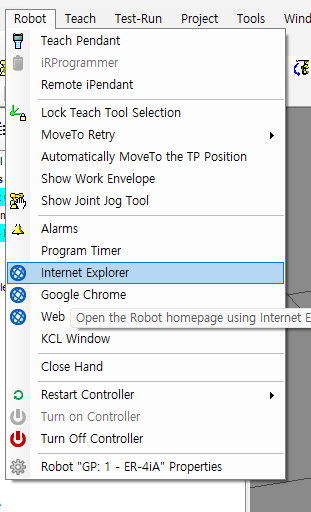 Robot Teach Test-Run Project Tools
Teach Pendant
iRProgrammer
Remote iPendant
Lock Teach Tool Selection
MoveTo Retry
Automatically MoveTo the TP Position
Show Work Envelope
Show Joint Jog Tool
Alarms
Program Timer
Internet Explorer
Google Chrome
Web
Open the Robot homepage using Internet E
KCL Window
Close Hand
Restart Controller
Turn on Controller
Turn Off Controller
Robot "GP: 1 - ER-4iA" Properties